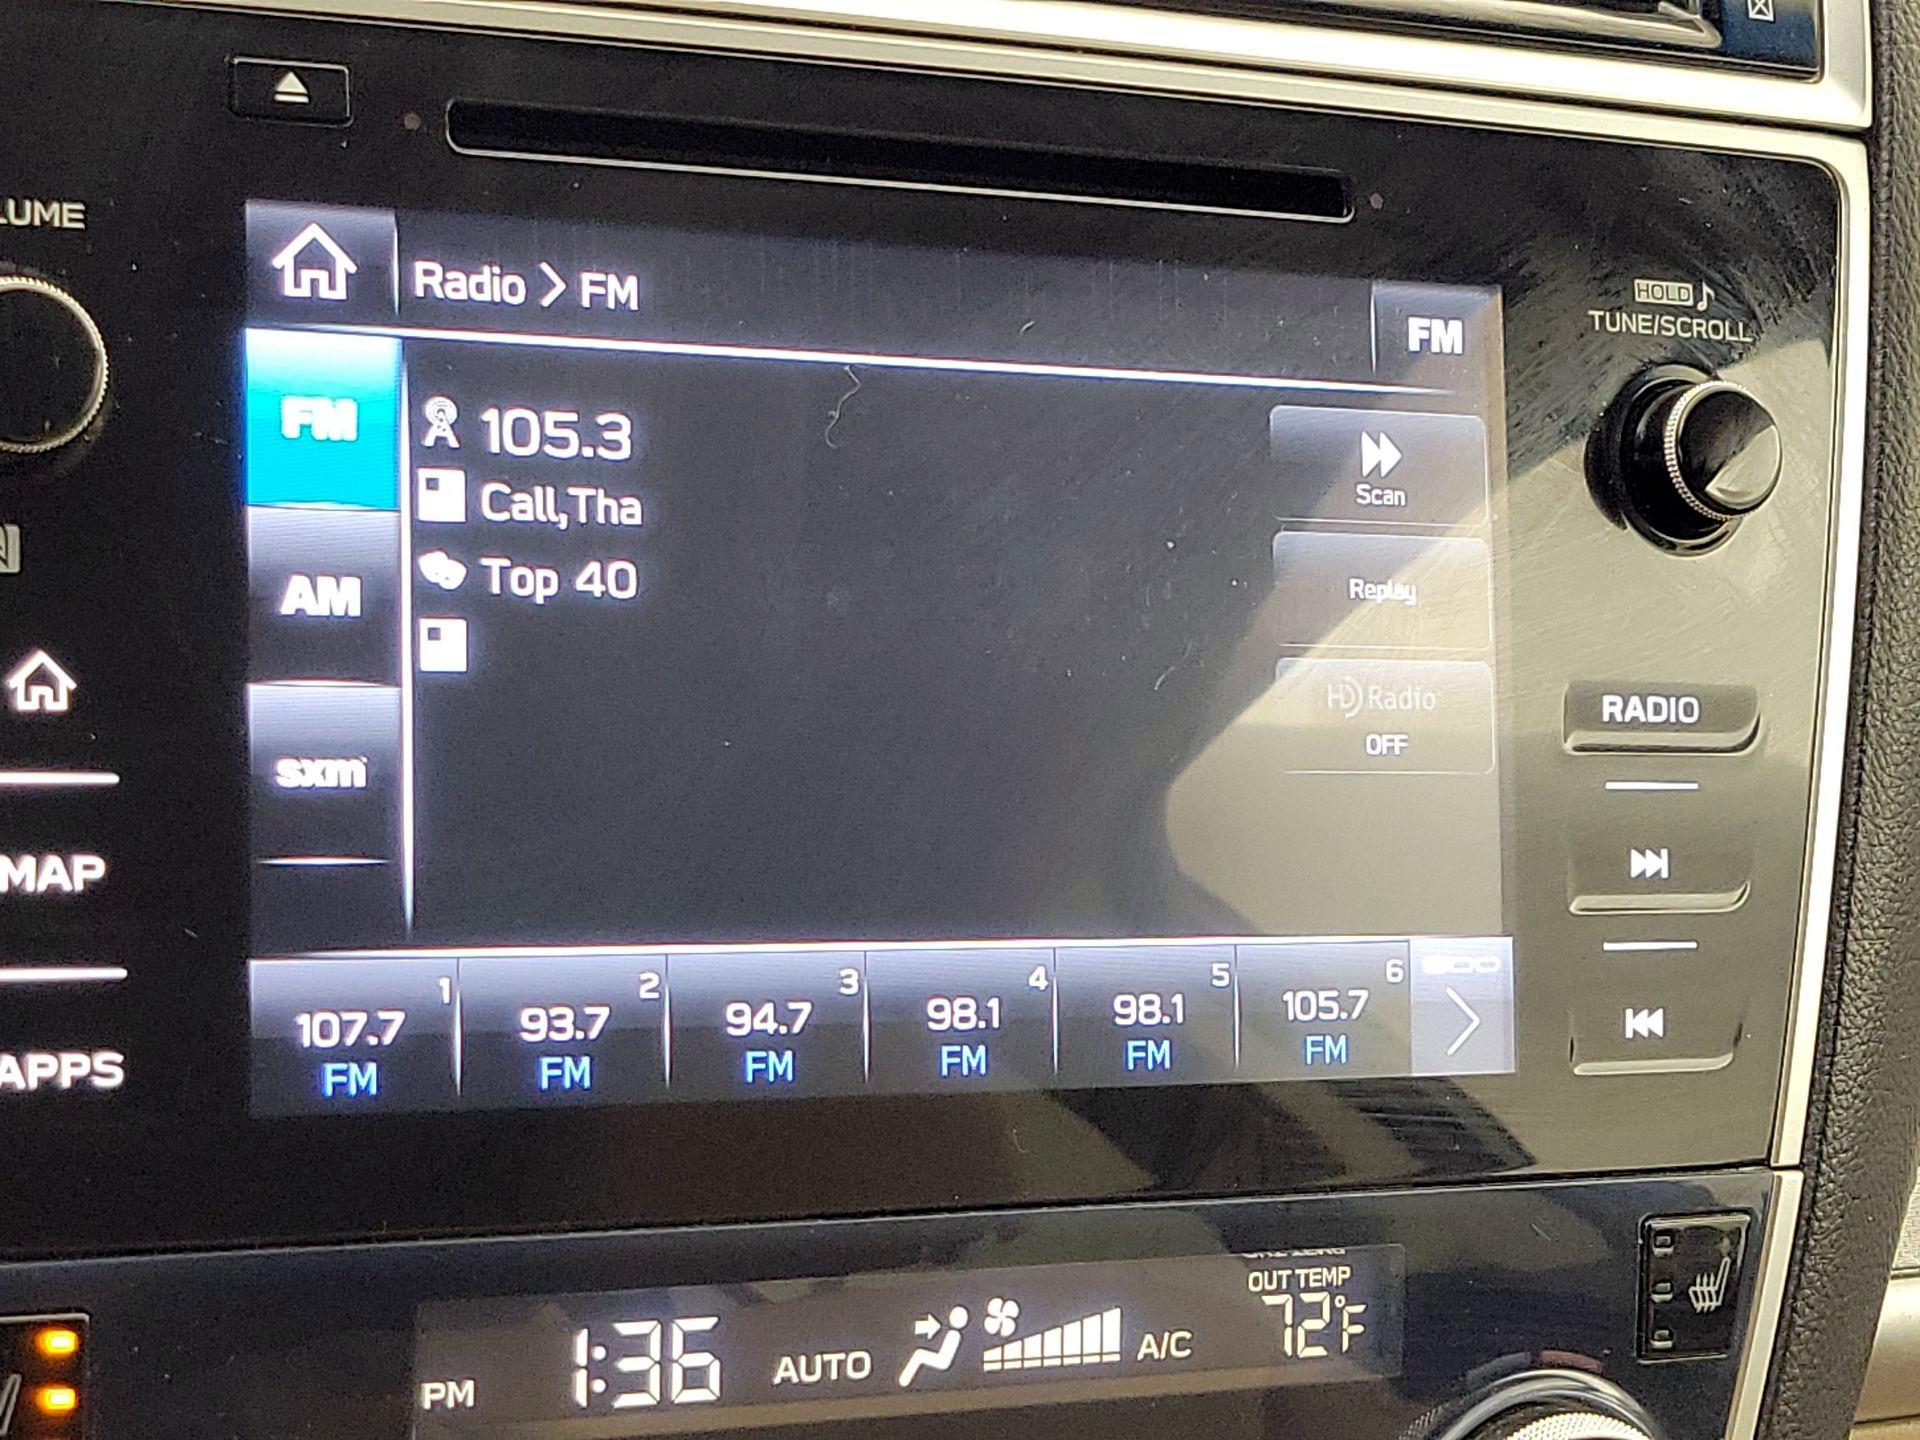 LUME
Radio > FM
FM
HOLD
TUNE/SCROLL
FM
105.3
Call,Tha
Scan
Top 40
Replay
AM
HD Radio
OFF
RADIO
sxm
MAP
APPS
1
107.7
FM
2
93.7
FM
3
94.7
FM
4
98.1
FM
5
98.1
FM
6
105.7
FM
OUT TEMP
72°F
PM 1:36 AUTO A/C